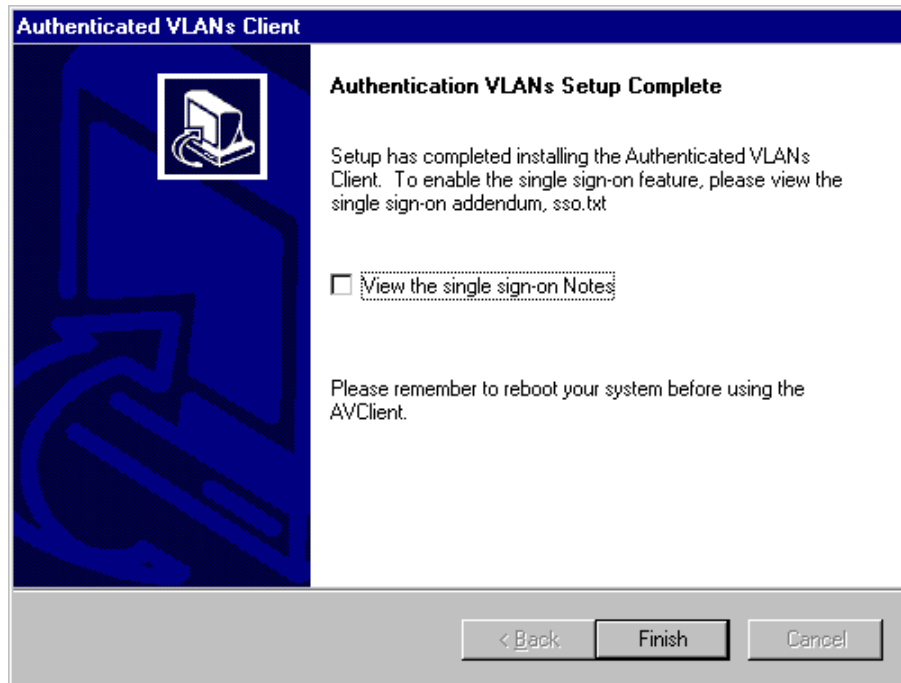 Authenticated VLANs Client
Authentication VLANs Setup Complete
Setup has completed installing the Authenticated VLANs
Client. To enable the single sign-on feature, please view the
single sign-on addendum, sso.txt
View the single sign-on Notes
Please remember to reboot your system before using the
AVClient.
< Back
Finish
Cancel